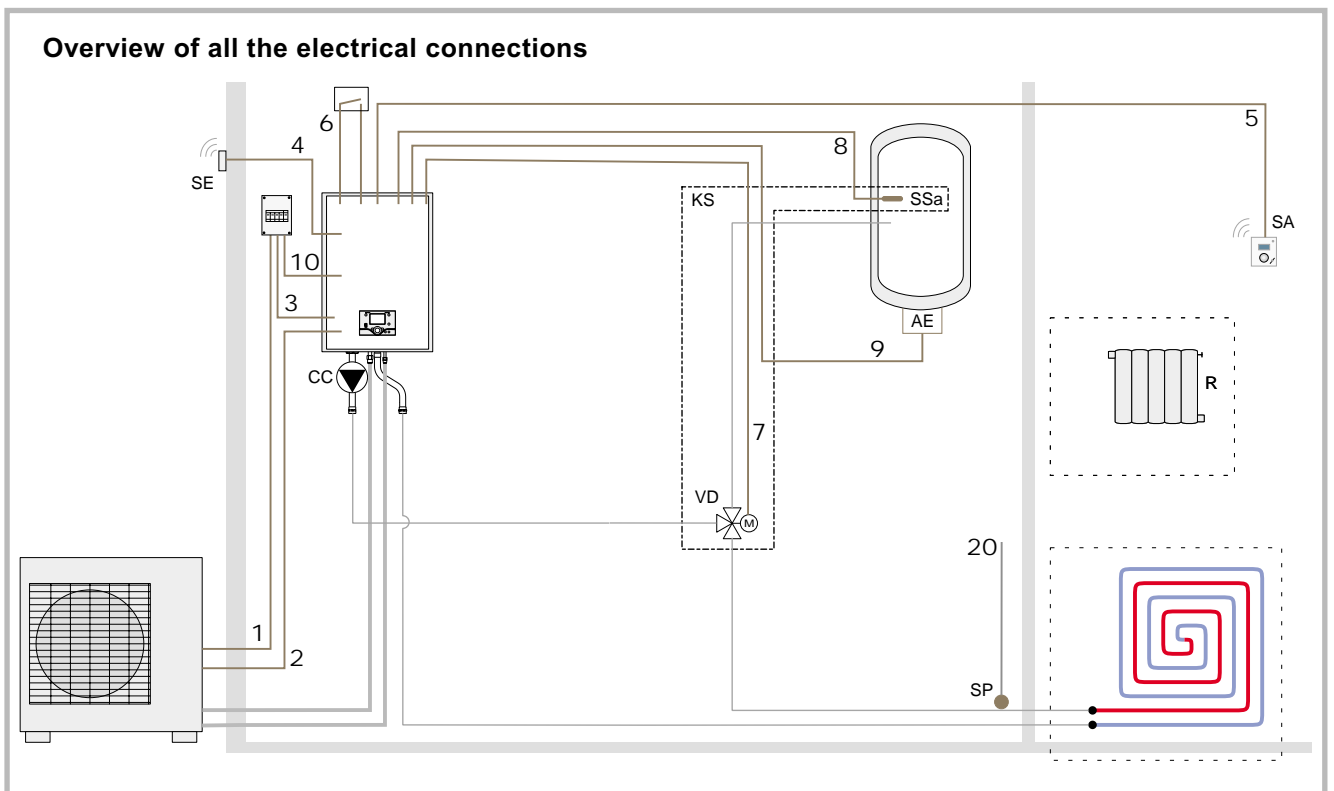 Overview of all the electrical connections
6
5
4
8
SE
KS
SSa
SA
10
3
AE
9
CC
R
7
VD
M
20
1
2
SP